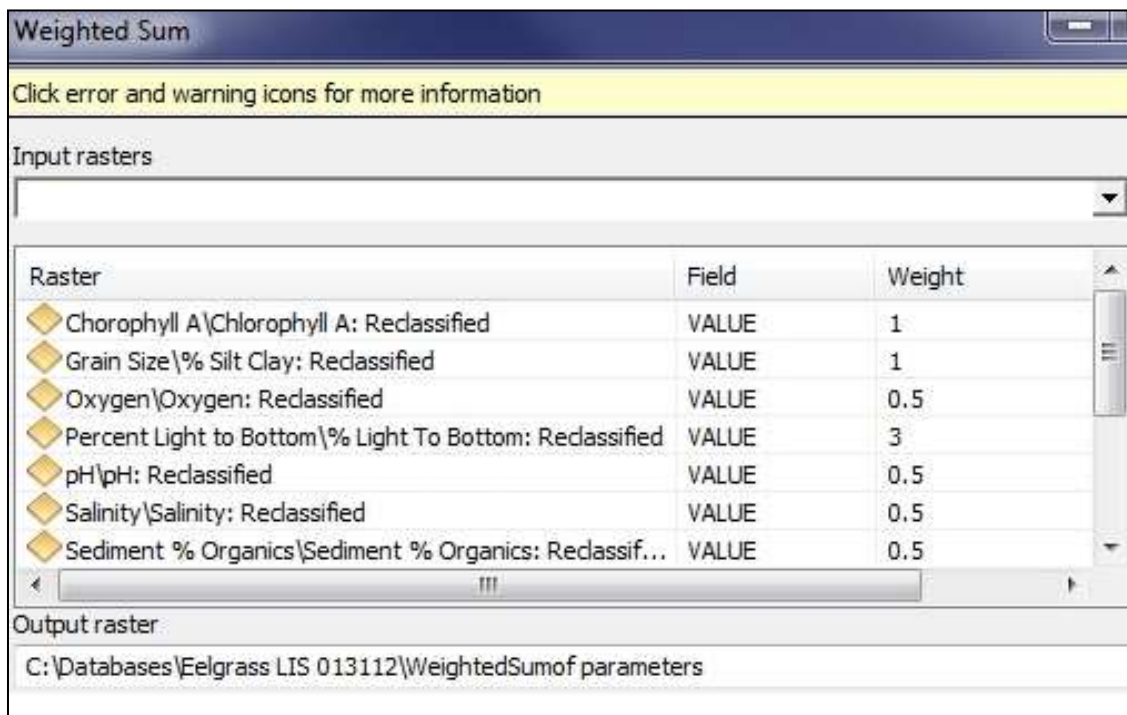 Weighted Sum
Click error and warning icons for more information
Input rasters
Raster Field Weight
Chorophyll A\Chlorophyll A: Reclassified VALUE 1
Grain Size\% Silt Clay: Reclassified VALUE 1
Oxygen\Oxygen: Reclassified VALUE 0.5
Percent Light to Bottom\% Light To Bottom: Reclassified VALUE 3
pH\pH: Reclassified VALUE 0.5
Salinity\Salinity: Reclassified VALUE 0.5
Sediment % Organics\Sediment % Organics: Reclassif... VALUE 0.5
Output raster
C:\Databases\Eelgrass LIS 013112\WeightedSumof parameters